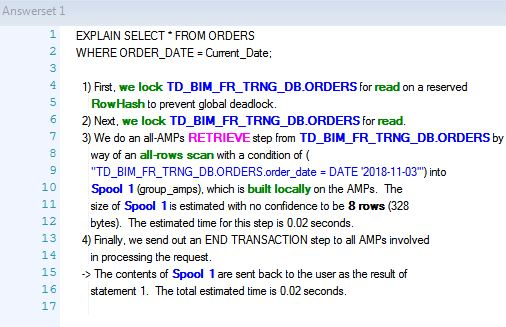 Answerset 1
1 EXPLAIN SELECT * FROM ORDERS
2 WHERE ORDER_DATE = Current_Date;
3
4 1) First, we lock TD_BIM_FR_TRNG_DB.ORDERS for read on a reserved
5 RowHash to prevent global deadlock.
6 2) Next, we lock TD_BIM_FR_TRNG_DB.ORDERS for read.
7 3) We do an all-AMPs RETRIEVE step from TD_BIM_FR_TRNG_DB.ORDERS by
8 way of an all-rows scan with a condition of (
9 "TD_BIM_FR_TRNG_DB.ORDERS.order_date = DATE '2018-11-03'") into
10 Spool 1 (group_amps), which is built locally on the AMPs. The
11 size of Spool 1 is estimated with no confidence to be 8 rows (328
12 bytes). The estimated time for this step is 0.02 seconds.
13 4) Finally, we send out an END TRANSACTION step to all AMPs involved
14 in processing the request.
15 -> The contents of Spool 1 are sent back to the user as the result of
16 statement 1. The total estimated time is 0.02 seconds.
17